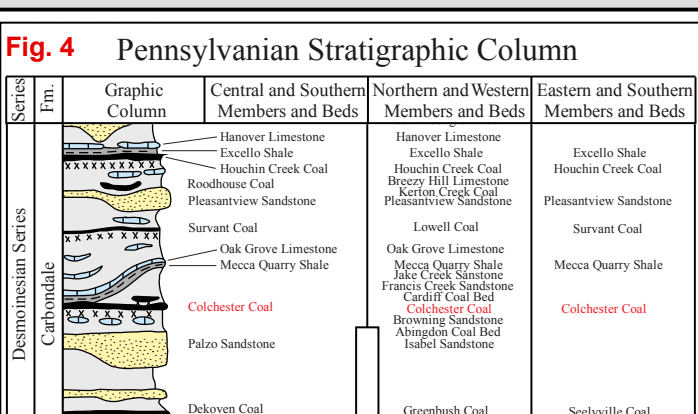 Fig. 4 Pennsylvanian Stratigraphic Column
Series
Fm.
Graphic
Column
Central and Southern
Members and Beds
Northern and Western
Members and Beds
Eastern and Southern
Members and Beds
Desmoinesian Series
Carbondale
Hanover Limestone
Excello Shale
Houchin Creek Coal
Roodhouse Coal
Pleasantview Sandstone
Survant Coal
Oak Grove Limestone
Mecca Quarry Shale
Colchester Coal
Palzo Sandstone
Dekoven Coal
Hanover Limestone
Excello Shale
Houchin Creek Coal
Breezy Hill Limestone
Kerton Creek Coal
Pleasantview Sandstone
Lowell Coal
Oak Grove Limestone
Mecca Quarry Shale
Jake Creek Sanstone
Francis Creek Sandstone
Cardiff Coal Bed
Colchester Coal
Browning Sandstone
Abingdon Coal Bed
Isabel Sandstone
Greenbush Coal
Excello Shale
Houchin Creek Coal
Pleasantview Sandstone
Survant Coal
Mecca Quarry Shale
Colchester Coal
Seelyville Coal